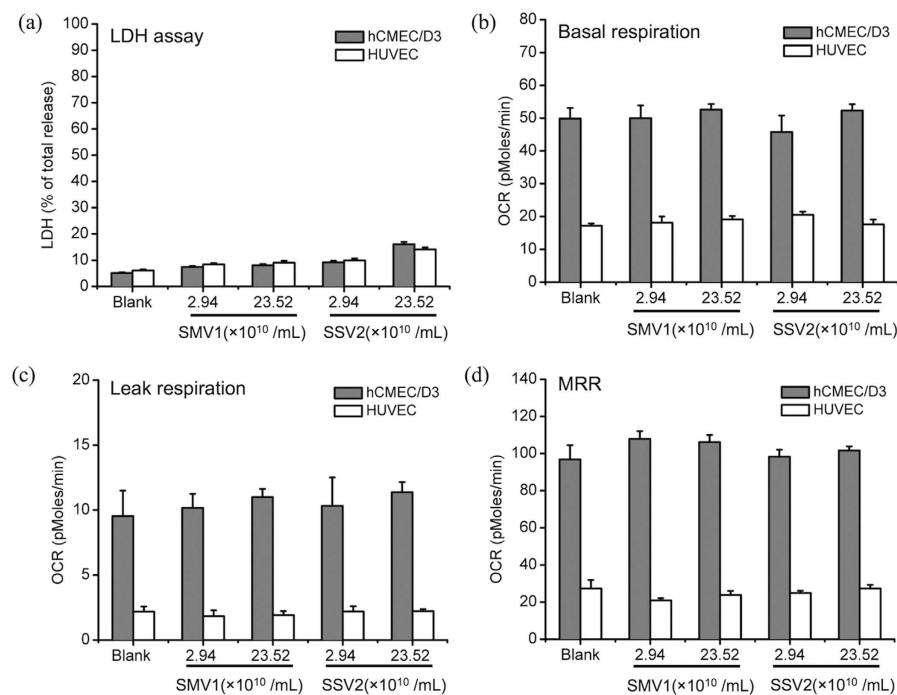 (a)
LDH assay
hCMEC/D3
HUVEC
LDH (% of total release)
100
90
80
70
60
50
40
30
20
10
0
Blank 2.94 23.52 2.94 23.52
SMV1(×10¹⁰ /mL) SSV2(×10¹⁰ /mL)
(b)
Basal respiration
hCMEC/D3
HUVEC
OCR (pMoles/min)
80
70
60
50
40
30
20
10
0
Blank 2.94 23.52 2.94 23.52
SMV1(×10¹⁰ /mL) SSV2(×10¹⁰ /mL)
(c)
Leak respiration
hCMEC/D3
HUVEC
OCR (pMoles/min)
20
15
10
5
0
Blank 2.94 23.52 2.94 23.52
SMV1(×10¹⁰ /mL) SSV2(×10¹⁰ /mL)
(d)
MRR
hCMEC/D3
HUVEC
OCR (pMoles/min)
140
120
100
80
60
40
20
0
Blank 2.94 23.52 2.94 23.52
SMV1(×10¹⁰ /mL) SSV2(×10¹⁰ /mL)